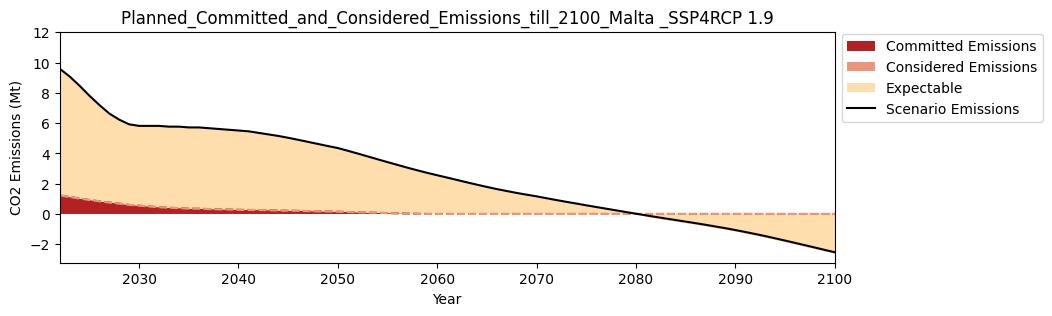 Planned_Committed_and_Considered_Emissions_till_2100_Malta _SSP4RCP 1.9
CO2 Emissions (Mt)
12
10
8
6
4
2
0
−2
2030
2040
2050
2060
2070
2080
2090
2100
Year
Committed Emissions
Considered Emissions
Expectable
Scenario Emissions